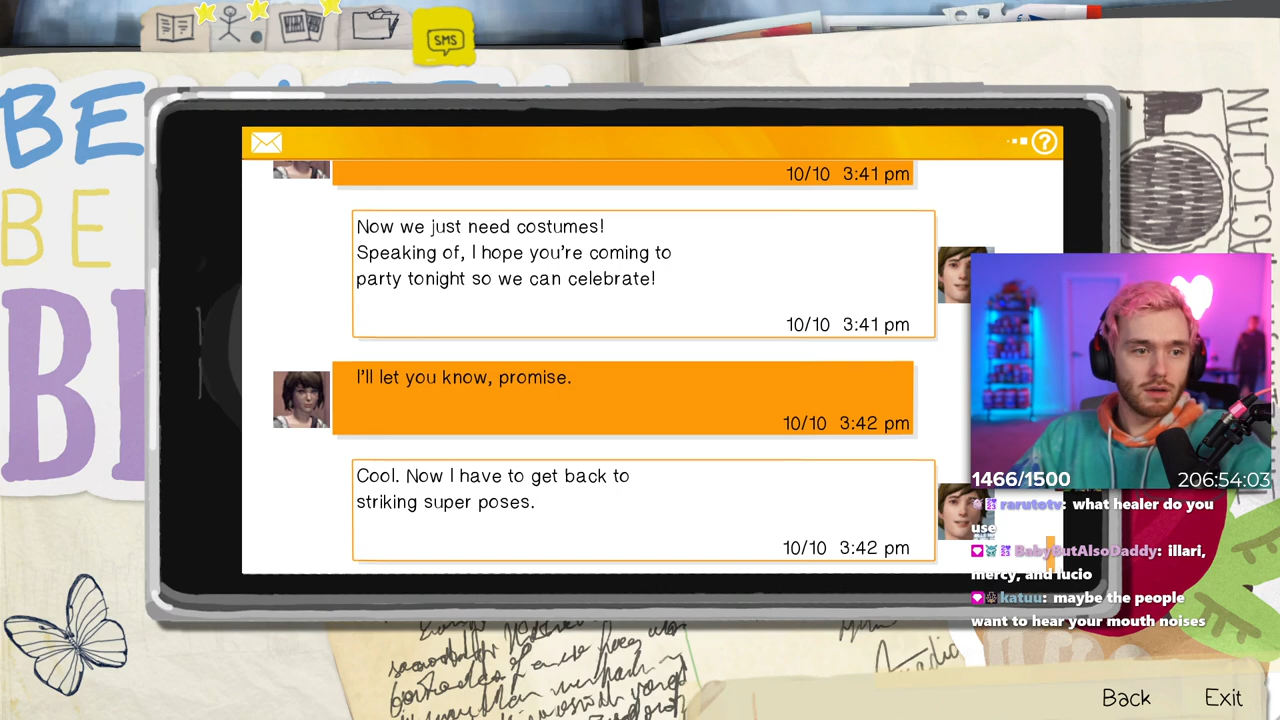 SMS
BE
BE
10/10 3:41 pm
Now we just need costumes!
Speaking of, I hope you're coming to
party tonight so we can celebrate!
10/10 3:41 pm
I'll let you know, promise.
10/10 3:42 pm
Cool. Now I have to get back to
striking super poses.
10/10 3:42 pm
1466/1500
206:54:03
rarutotv: what healer do you
use
BabyButAlsoDaddy: illari,
mercy, and lucio
katuu: maybe the people
want to hear your mouth noises
Back
Exit